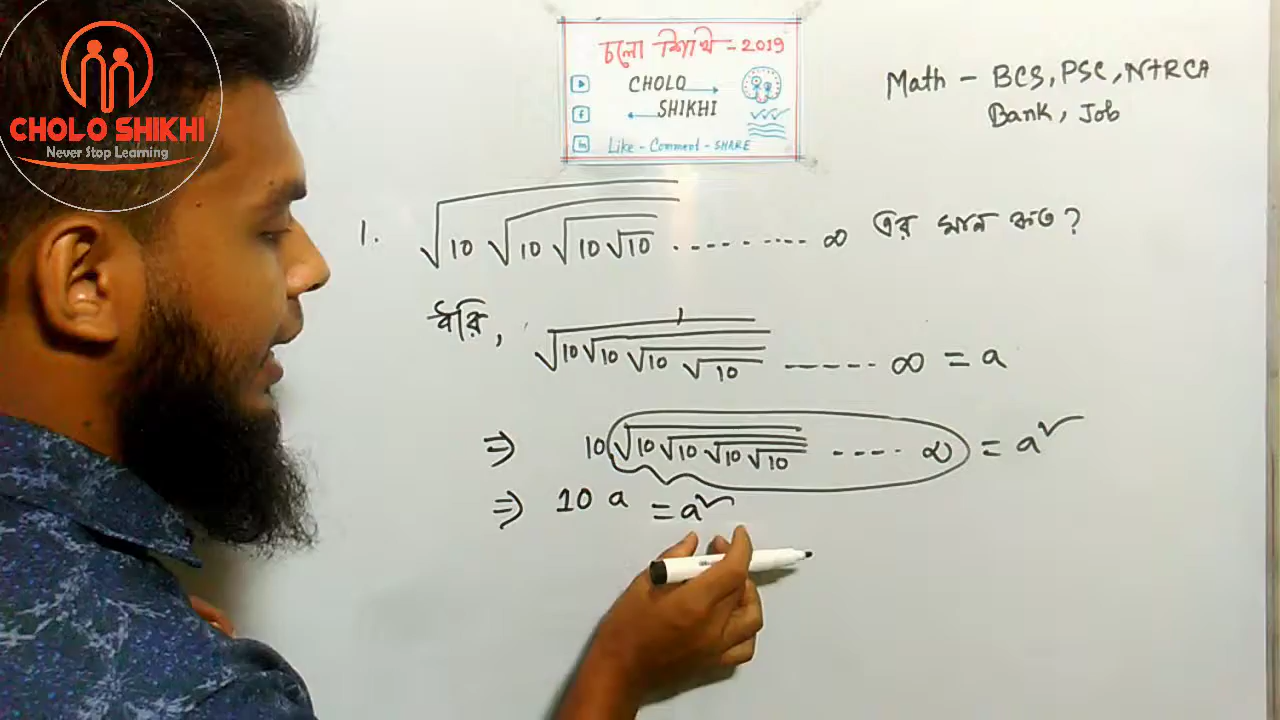 CHOLO SHIKHI
Never Stop Learning
চলো শিখি - 2019
CHOLO
SHIKHI
Like - Comment - SHARE
Math - BCS, PSC, NTRCA
Bank, Job
1. √10√10√10√10 .......... ∞ এর মান কত?
ধরি, √10√10√10√10 ------ ∞ = a
⇒ 10√10√10√10√10 ---- ∞ = a²
⇒ 10 a = a²